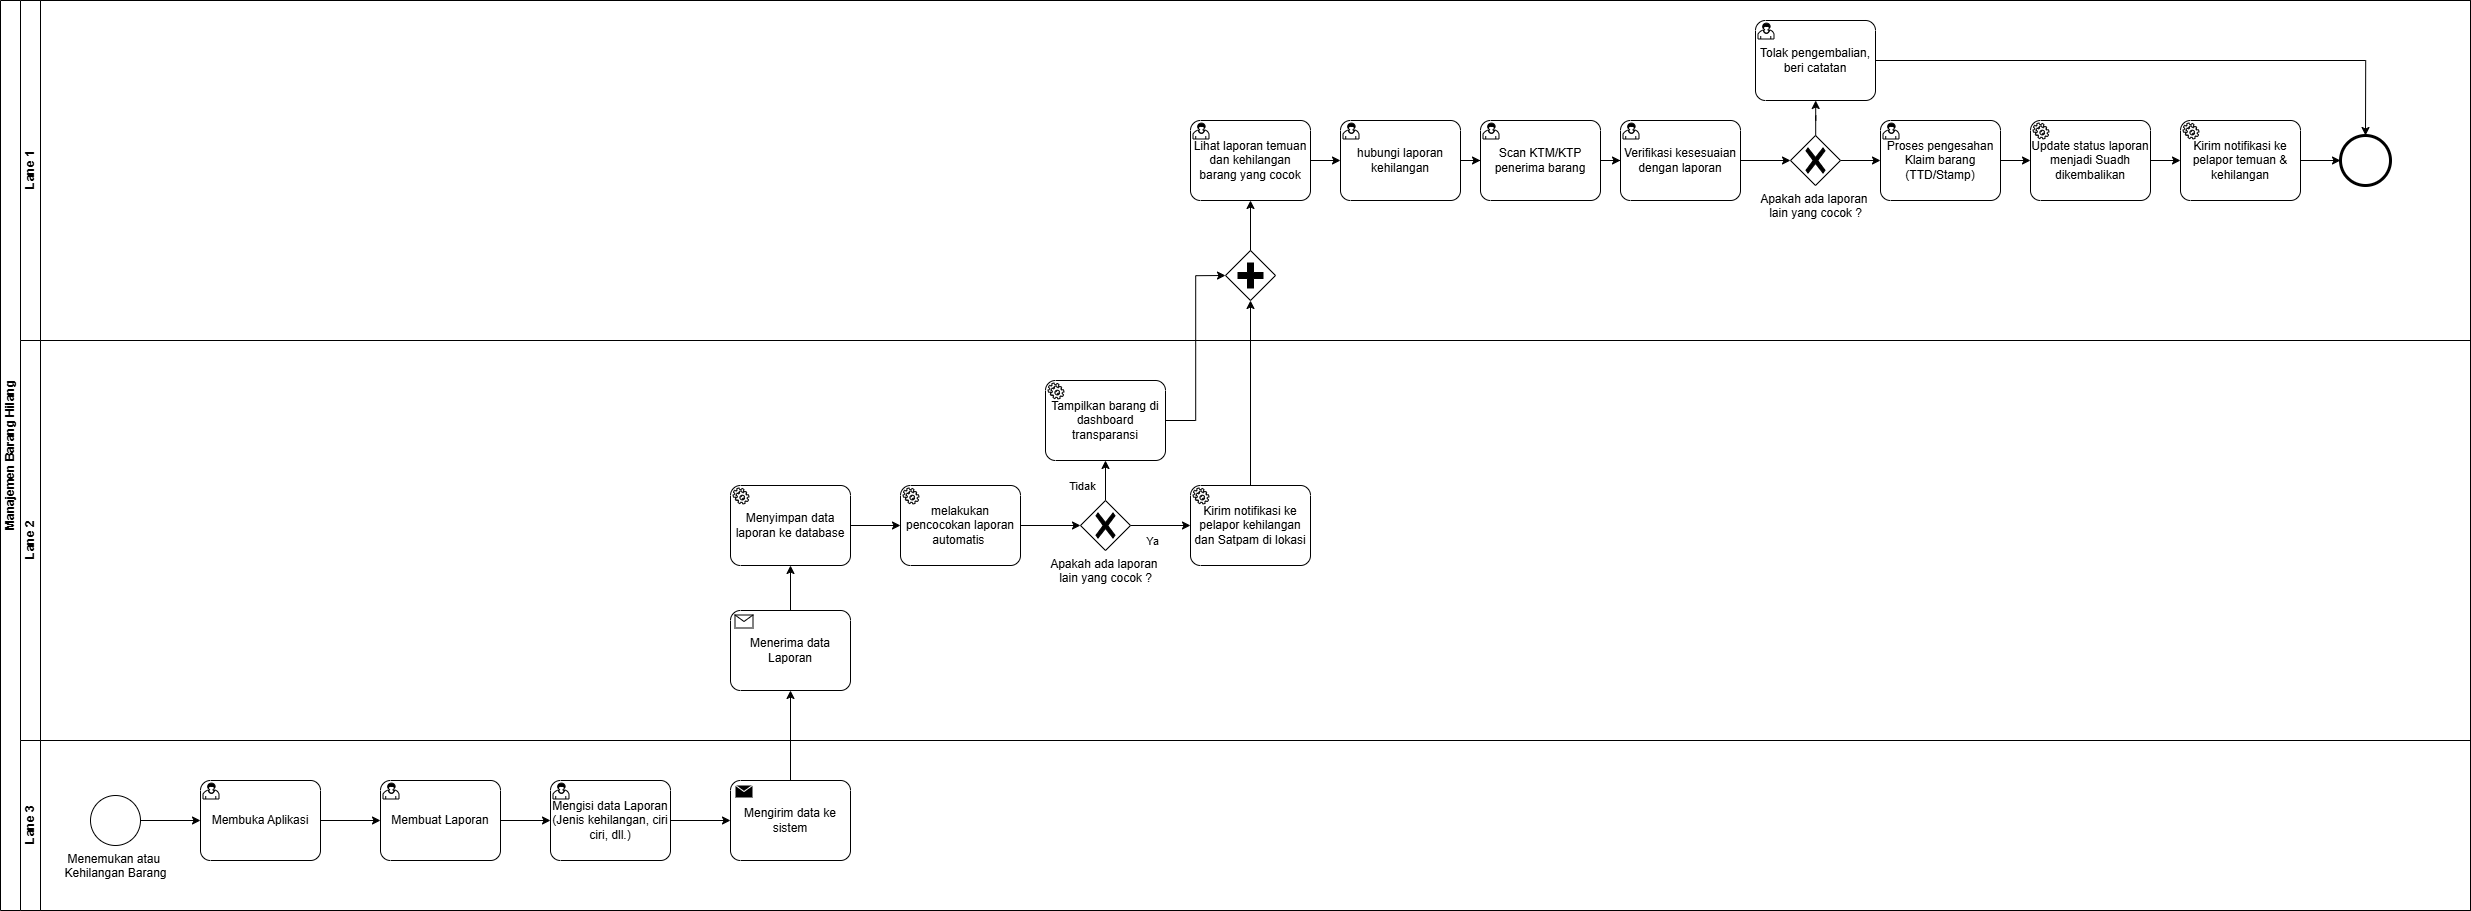 Manajemen Barang Hilang
Lane 1
Tolak pengembalian,
beri catatan
Lihat laporan temuan
dan kehilangan
barang yang cocok
hubungi laporan
kehilangan
Scan KTM/KTP
penerima barang
Verifikasi kesesuaian
dengan laporan
Apakah ada laporan
lain yang cocok ?
Proses pengesahan
Klaim barang
(TTD/Stamp)
Update status laporan
menjadi Suadh
dikembalikan
Kirim notifikasi ke
pelapor temuan &
kehilangan
Lane 2
Tampilkan barang di
dashboard
transparansi
Tidak
Menyimpan data
laporan ke database
melakukan
pencocokan laporan
automatis
Ya
Apakah ada laporan
lain yang cocok ?
Kirim notifikasi ke
pelapor kehilangan
dan Satpam di lokasi
Menerima data
Laporan
Lane 3
Menemukan atau
Kehilangan Barang
Membuka Aplikasi
Membuat Laporan
Mengisi data Laporan
(Jenis kehilangan, ciri
ciri, dll.)
Mengirim data ke
sistem